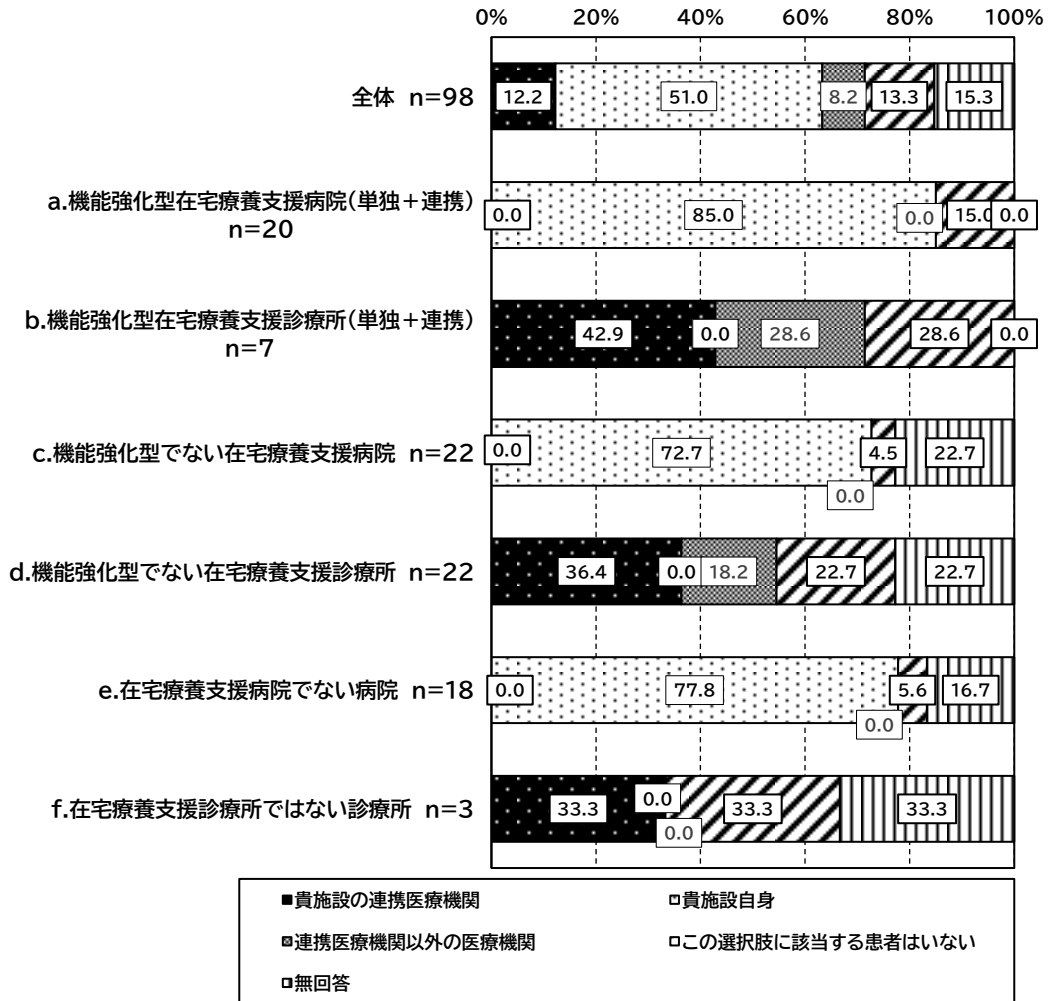 0% 20% 40% 60% 80% 100%
全体 n=98
12.2 51.0 8.2 13.3 15.3
a.機能強化型在宅療養支援病院(単独+連携)
n=20
0.0 85.0 0.0 15.0 0.0
b.機能強化型在宅療養支援診療所(単独+連携)
n=7
42.9 0.0 28.6 28.6 0.0
c.機能強化型でない在宅療養支援病院 n=22
0.0 72.7 0.0 4.5 22.7
d.機能強化型でない在宅療養支援診療所 n=22
36.4 0.0 18.2 22.7 22.7
e.在宅療養支援病院でない病院 n=18
0.0 77.8 0.0 5.6 16.7
f.在宅療養支援診療所ではない診療所 n=3
33.3 0.0 0.0 33.3 33.3
貴施設の連携医療機関 貴施設自身
連携医療機関以外の医療機関 この選択肢に該当する患者はいない
無回答